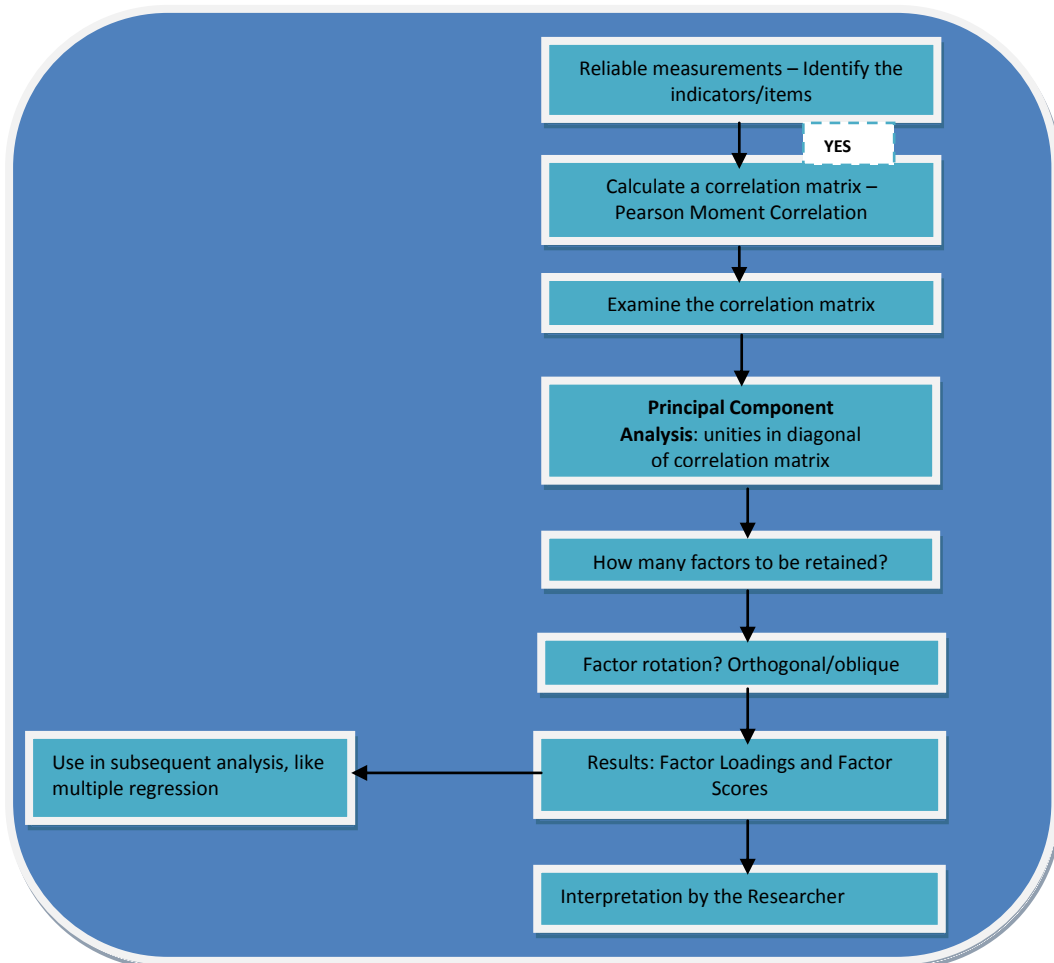 Reliable measurements – Identify the
indicators/items
YES
Calculate a correlation matrix –
Pearson Moment Correlation
Examine the correlation matrix
Principal Component
Analysis: unities in diagonal
of correlation matrix
How many factors to be retained?
Factor rotation? Orthogonal/oblique
Use in subsequent analysis, like
multiple regression
Results: Factor Loadings and Factor
Scores
Interpretation by the Researcher